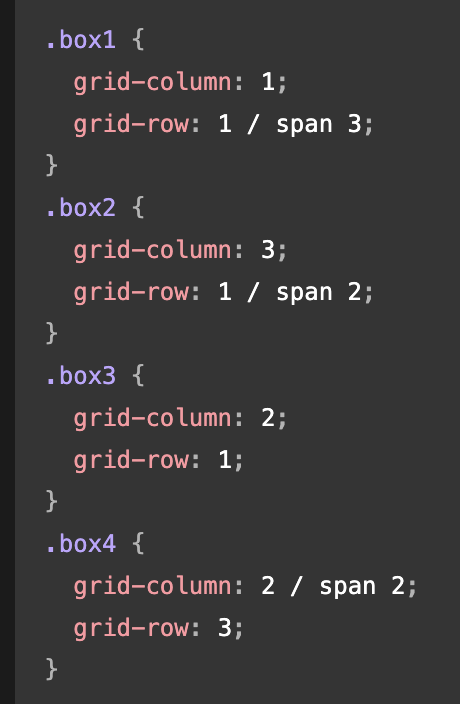 .box1 {
  grid-column: 1;
  grid-row: 1 / span 3;
}
.box2 {
  grid-column: 3;
  grid-row: 1 / span 2;
}
.box3 {
  grid-column: 2;
  grid-row: 1;
}
.box4 {
  grid-column: 2 / span 2;
  grid-row: 3;
}